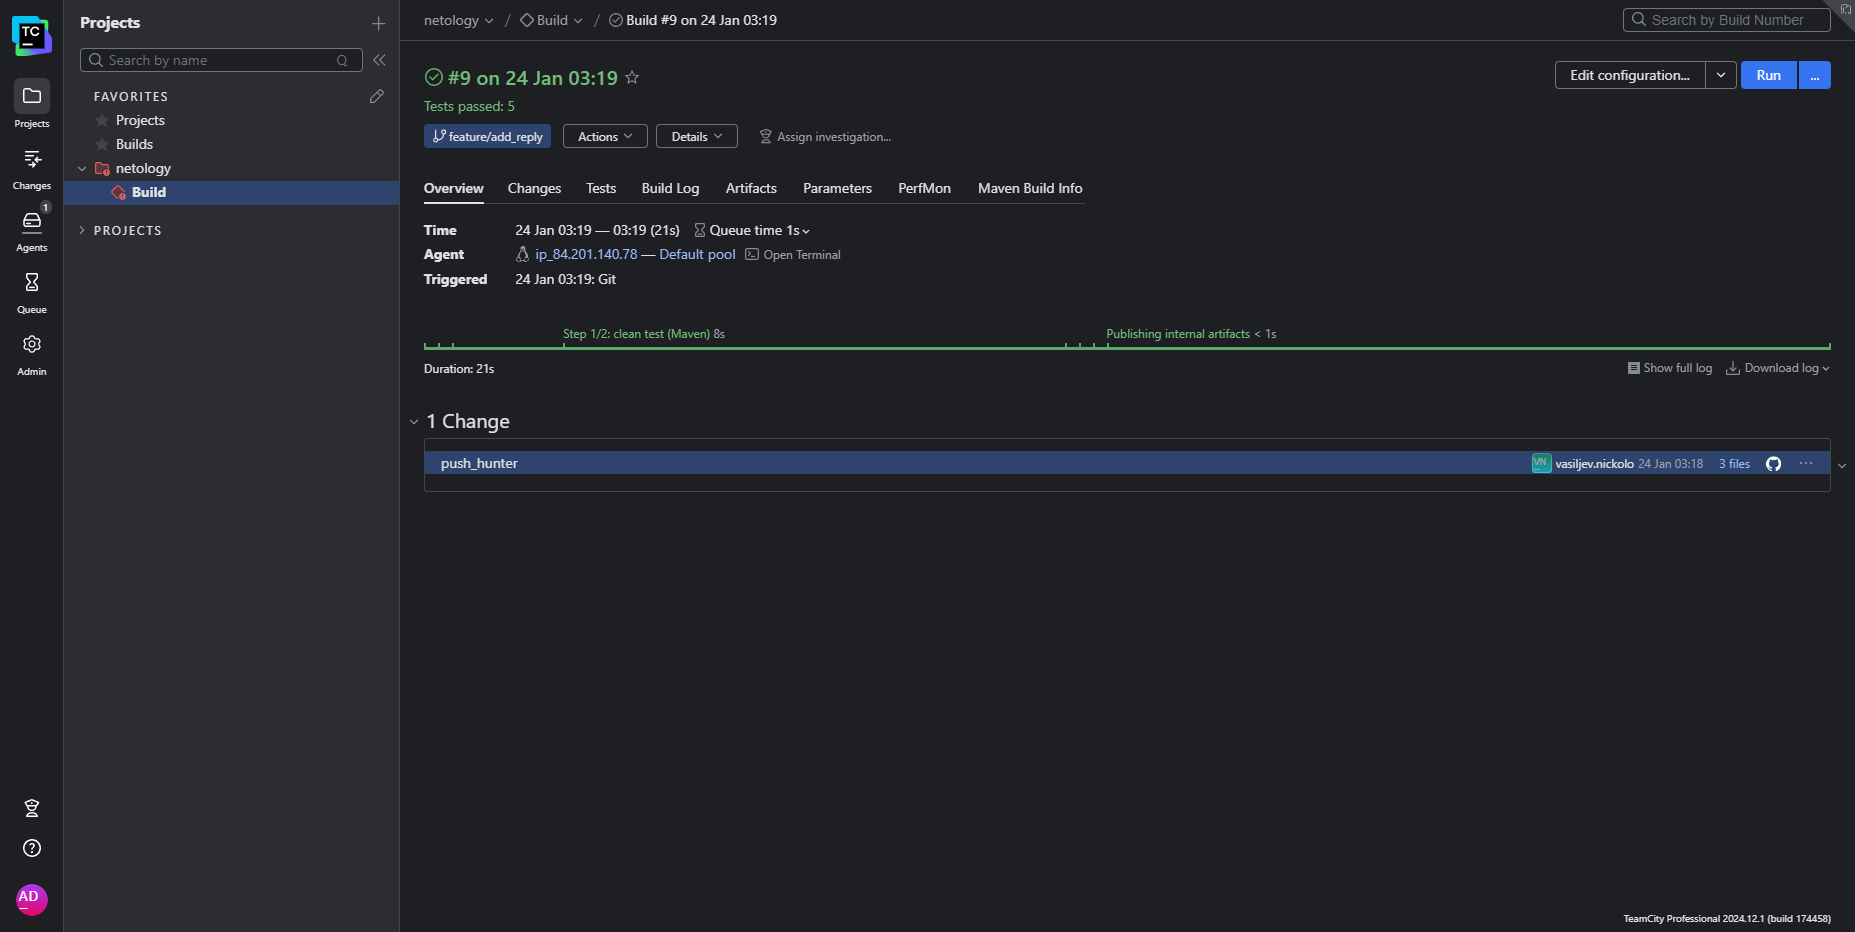 TC
Projects
Changes
1
Agents
Queue
Admin
AD
Projects
Search by name
Q
FAVORITES
Projects
Builds
netology
Build
PROJECTS
netology / Build / Build #9 on 24 Jan 03:19
Search by Build Number
#9 on 24 Jan 03:19
Edit configuration... Run ...
Tests passed: 5
feature/add_reply Actions Details Assign investigation...
Overview Changes Tests Build Log Artifacts Parameters PerfMon Maven Build Info
Time 24 Jan 03:19 — 03:19 (21s) Queue time 1s
Agent ip_84.201.140.78 — Default pool Open Terminal
Triggered 24 Jan 03:19: Git
Step 1/2: clean test (Maven) 8s Publishing internal artifacts < 1s
Duration: 21s Show full log Download log
1 Change
push_hunter VN vasiljev.nickolo 24 Jan 03:18 3 files ...
TeamCity Professional 2024.12.1 (build 174458)